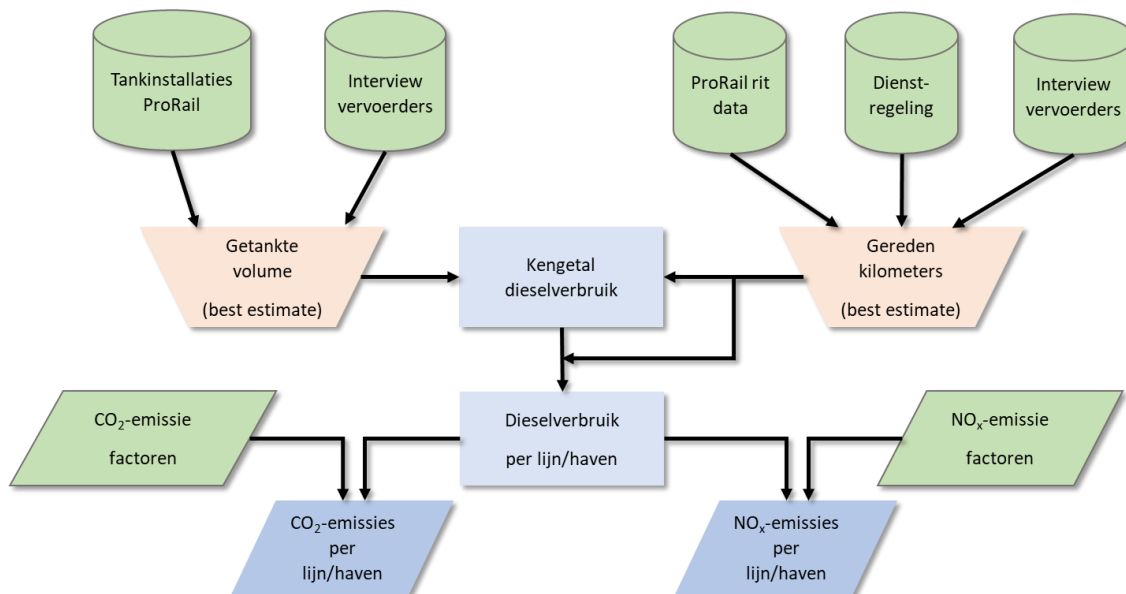 Tankinstallaties
ProRail
Interview
vervoerders
ProRail rit
data
Dienst-
regeling
Interview
vervoerders
Getankte
volume
(best estimate)
Kengetal
dieselverbuik
Gereden
kilometers
(best estimate)
CO₂-emissie
factoren
Dieselverbuik
per lijn/haven
NOₓ-emissie
factoren
CO₂-emissies
per
lijn/haven
NOₓ-emissies
per
lijn/haven